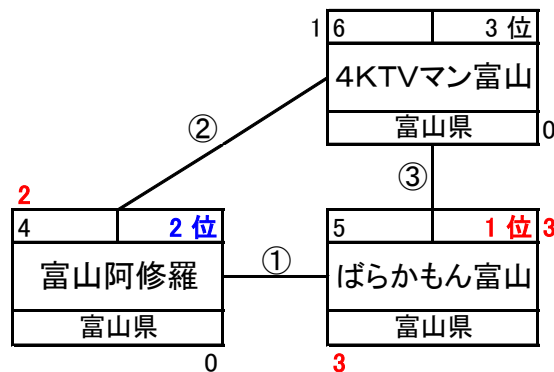 1 6 3 位
4KTVマン富山
富山県 0
②
③
2
4 2 位
富山阿修羅
富山県
0
①
5 1 位 3
ばらかもん富山
富山県
3